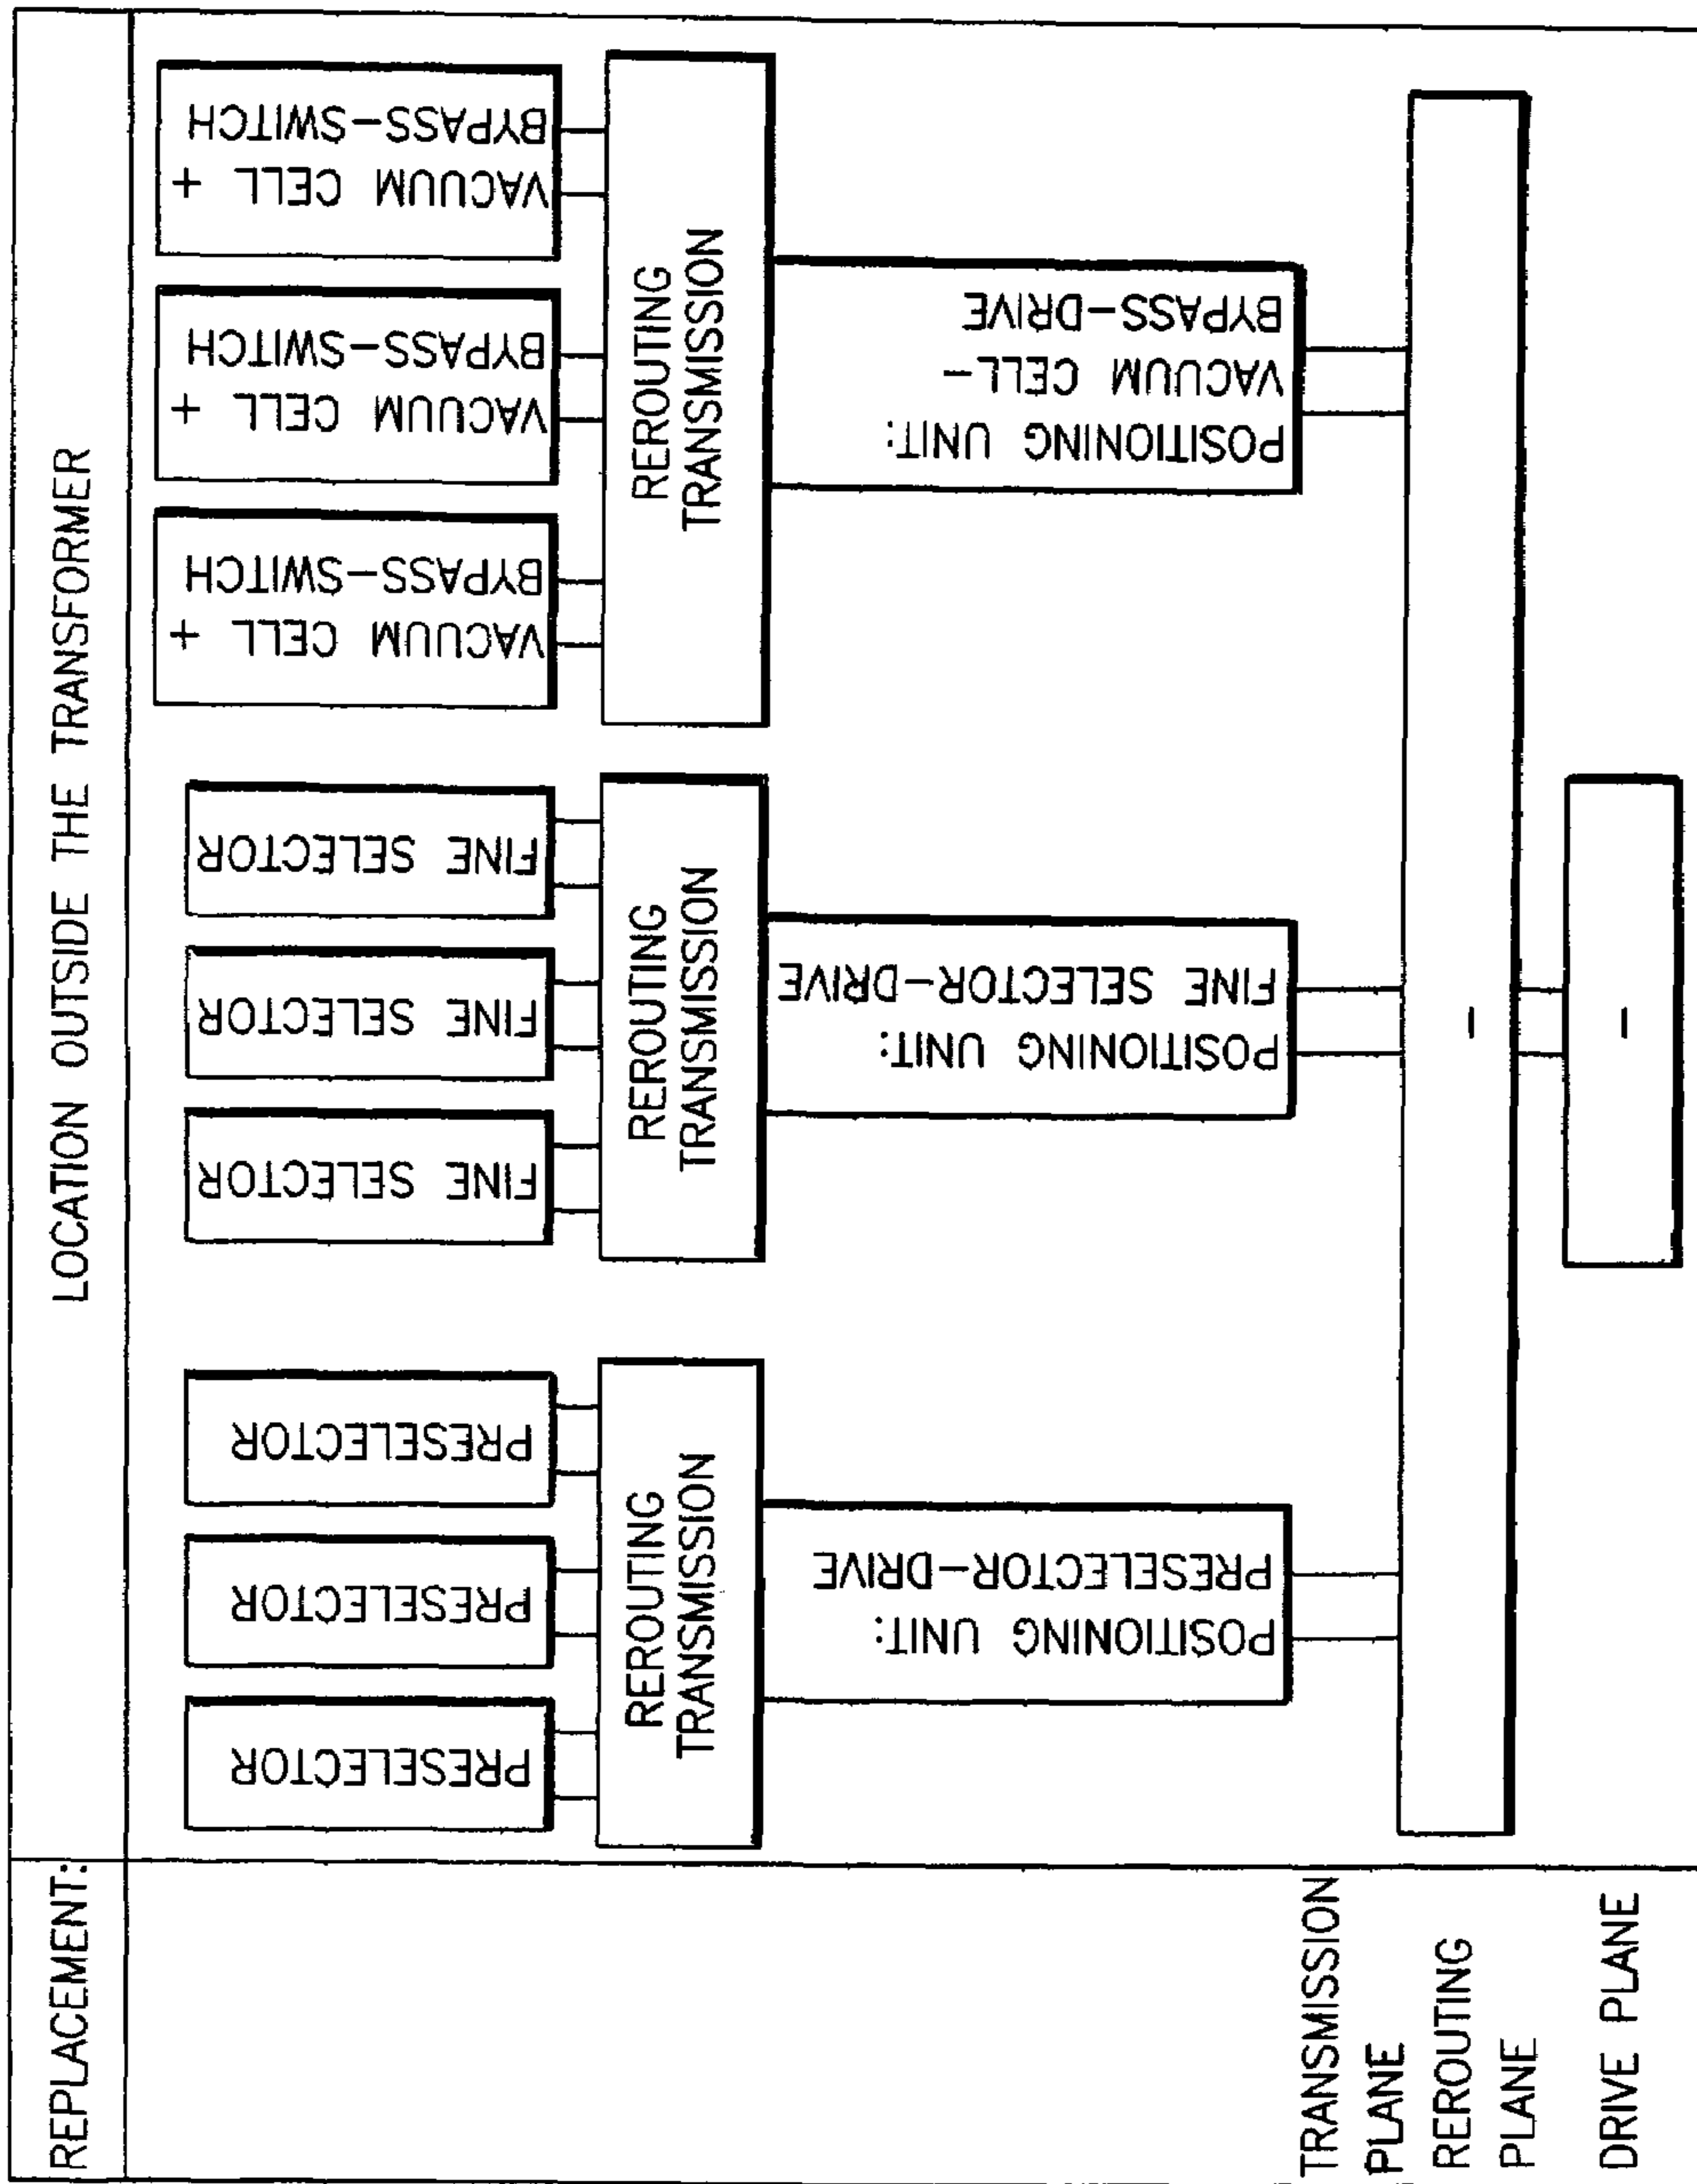 REPLACEMENT:
LOCATION OUTSIDE THE TRANSFORMER
PRESELECTOR
PRESELECTOR
PRESELECTOR
FINE SELECTOR
FINE SELECTOR
FINE SELECTOR
VACUUM CELL +
BYPASS-SWITCH
VACUUM CELL +
BYPASS-SWITCH
VACUUM CELL +
BYPASS-SWITCH
REROUTING
TRANSMISSION
REROUTING
TRANSMISSION
REROUTING
TRANSMISSION
POSITIONING UNIT:
PRESELECTOR-DRIVE
POSITIONING UNIT:
FINE SELECTOR-DRIVE
POSITIONING UNIT:
VACUUM CELL-
BYPASS-DRIVE
TRANSMISSION
PLANE
REROUTING
PLANE
-
DRIVE PLANE
-